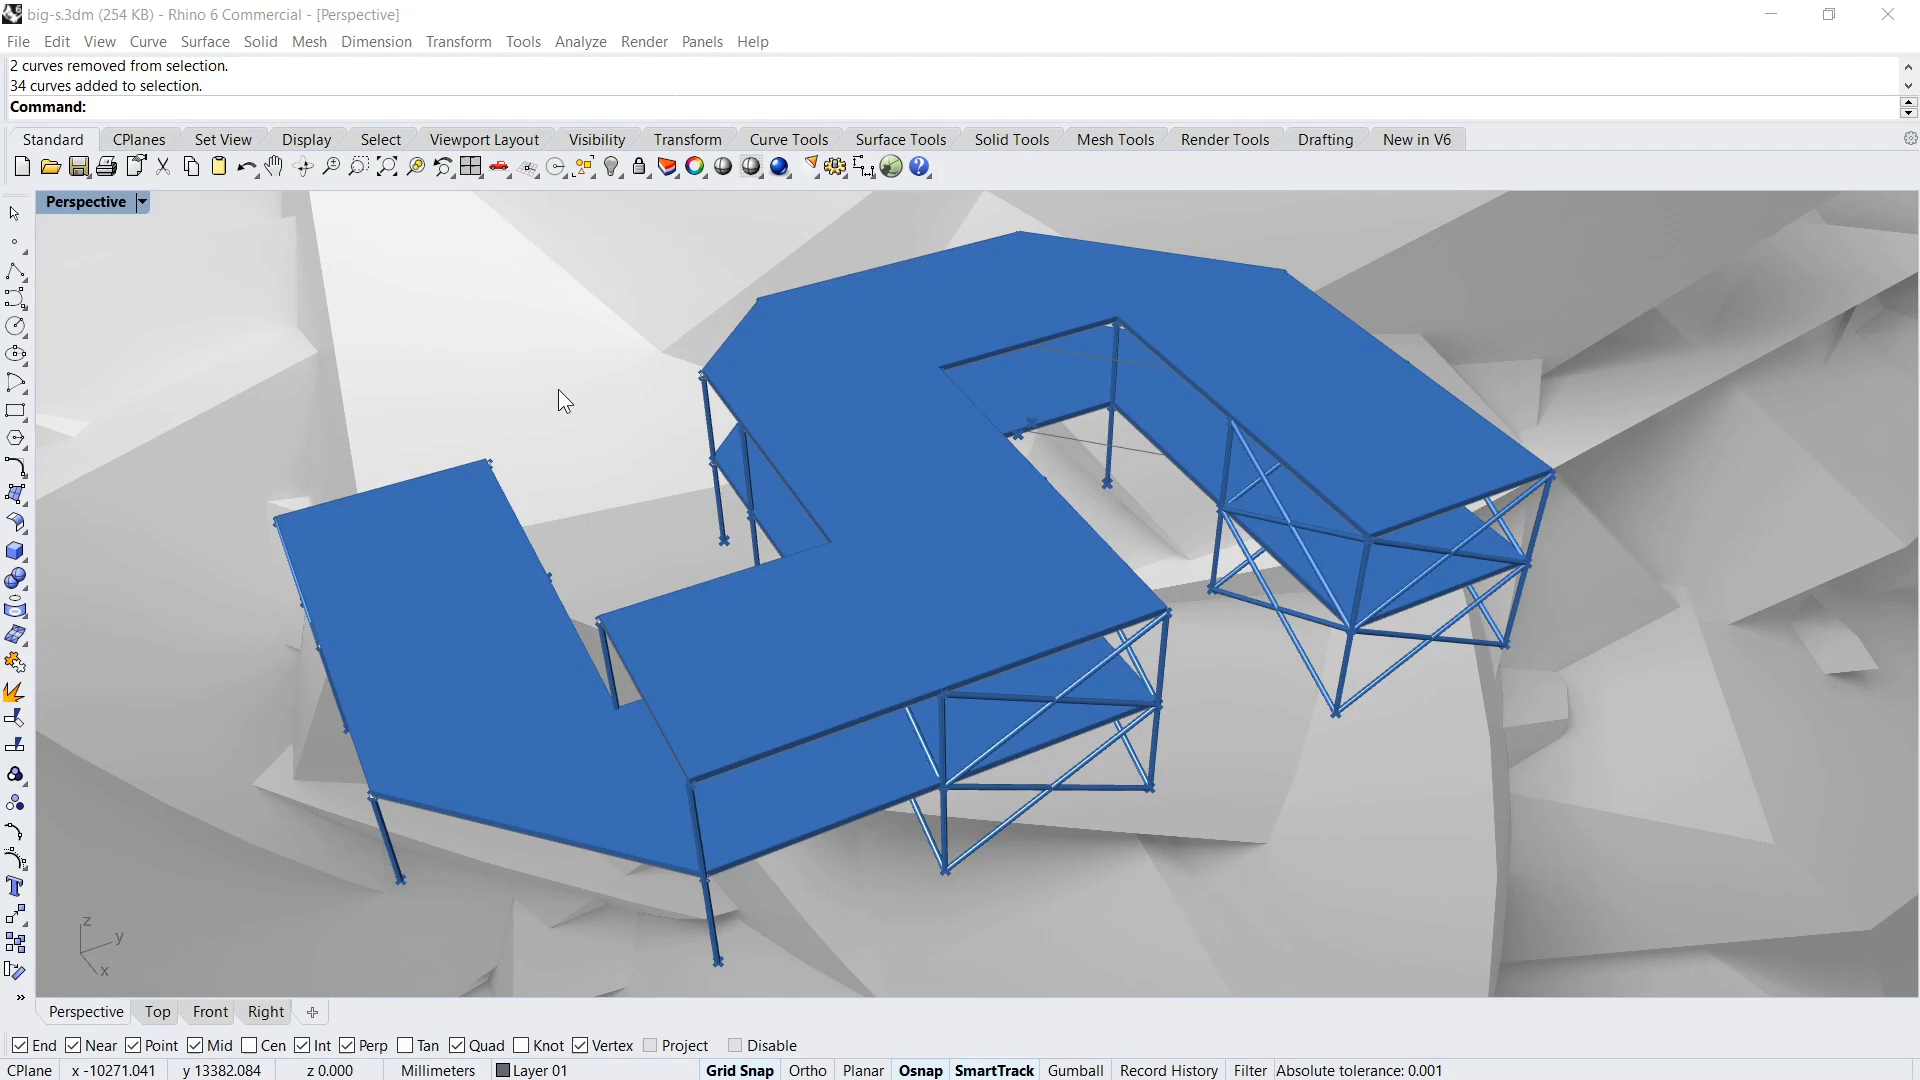 big-s.3dm (254 KB) - Rhino 6 Commercial - [Perspective]
File Edit View Curve Surface Solid Mesh Dimension Transform Tools Analyze Render Panels Help
2 curves removed from selection.
34 curves added to selection.
Command:
Standard CPlanes Set View Display Select Viewport Layout Visibility Transform Curve Tools Surface Tools Solid Tools Mesh Tools Render Tools Drafting New in V6
Perspective
z
y
x
Perspective Top Front Right
End Near Point Mid Cen Int Perp Tan Quad Knot Vertex Project Disable
CPlane x -10271.041 y 13382.084 z 0.000 Millimeters Layer 01 Grid Snap Ortho Planar Osnap SmartTrack Gumball Record History Filter Absolute tolerance: 0.001